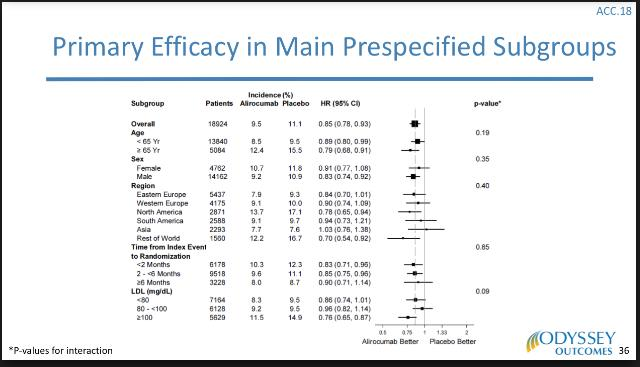 ACC.18
Primary Efficacy in Main Prespecified Subgroups
Incidence (%)
Subgroup Patients Alirocumab Placebo HR (95% CI) p-value*
Overall 18924 9.5 11.1 0.85 (0.78, 0.93)
Age 0.19
< 65 Yr 13840 8.5 9.5 0.89 (0.80, 0.99)
≥ 65 Yr 5084 12.4 15.5 0.79 (0.68, 0.91)
Sex 0.35
Female 4762 10.7 11.8 0.91 (0.77, 1.08)
Male 14162 9.2 10.9 0.83 (0.74, 0.92)
Region 0.40
Eastern Europe 5437 7.9 9.3 0.84 (0.70, 1.01)
Western Europe 4175 9.1 10.0 0.90 (0.74, 1.09)
North America 2871 13.7 17.1 0.78 (0.65, 0.94)
South America 2588 9.1 9.7 0.94 (0.73, 1.21)
Asia 2293 7.7 7.6 1.03 (0.76, 1.38)
Rest of World 1560 12.2 16.7 0.70 (0.54, 0.92)
Time from Index Event 0.85
to Randomization
<2 Months 6178 10.3 12.3 0.83 (0.71, 0.96)
2 - <6 Months 9518 9.6 11.1 0.85 (0.75, 0.96)
≥6 Months 3228 8.0 8.7 0.90 (0.71, 1.14)
LDL (mg/dL) 0.09
<80 7164 8.3 9.5 0.86 (0.74, 1.01)
80 - <100 6128 9.2 9.5 0.96 (0.82, 1.14)
≥100 5629 11.5 14.9 0.76 (0.65, 0.87)
0.5 0.75 1 1.33 2
Alirocumab Better Placebo Better
*P-values for interaction
ODYSSEY
OUTCOMES
36